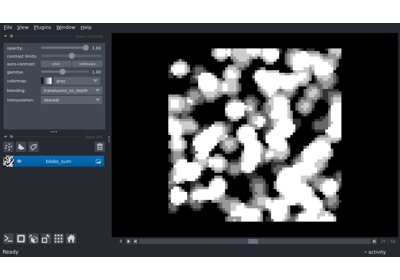 File View Plugins Window Help
opacity: 1.00
contrast limits:
auto-contrast: once continuous
gamma: 1.00
colormap: gray
blending: translucent_no_depth
interpolation: nearest
blobs_sum
Ready
activity